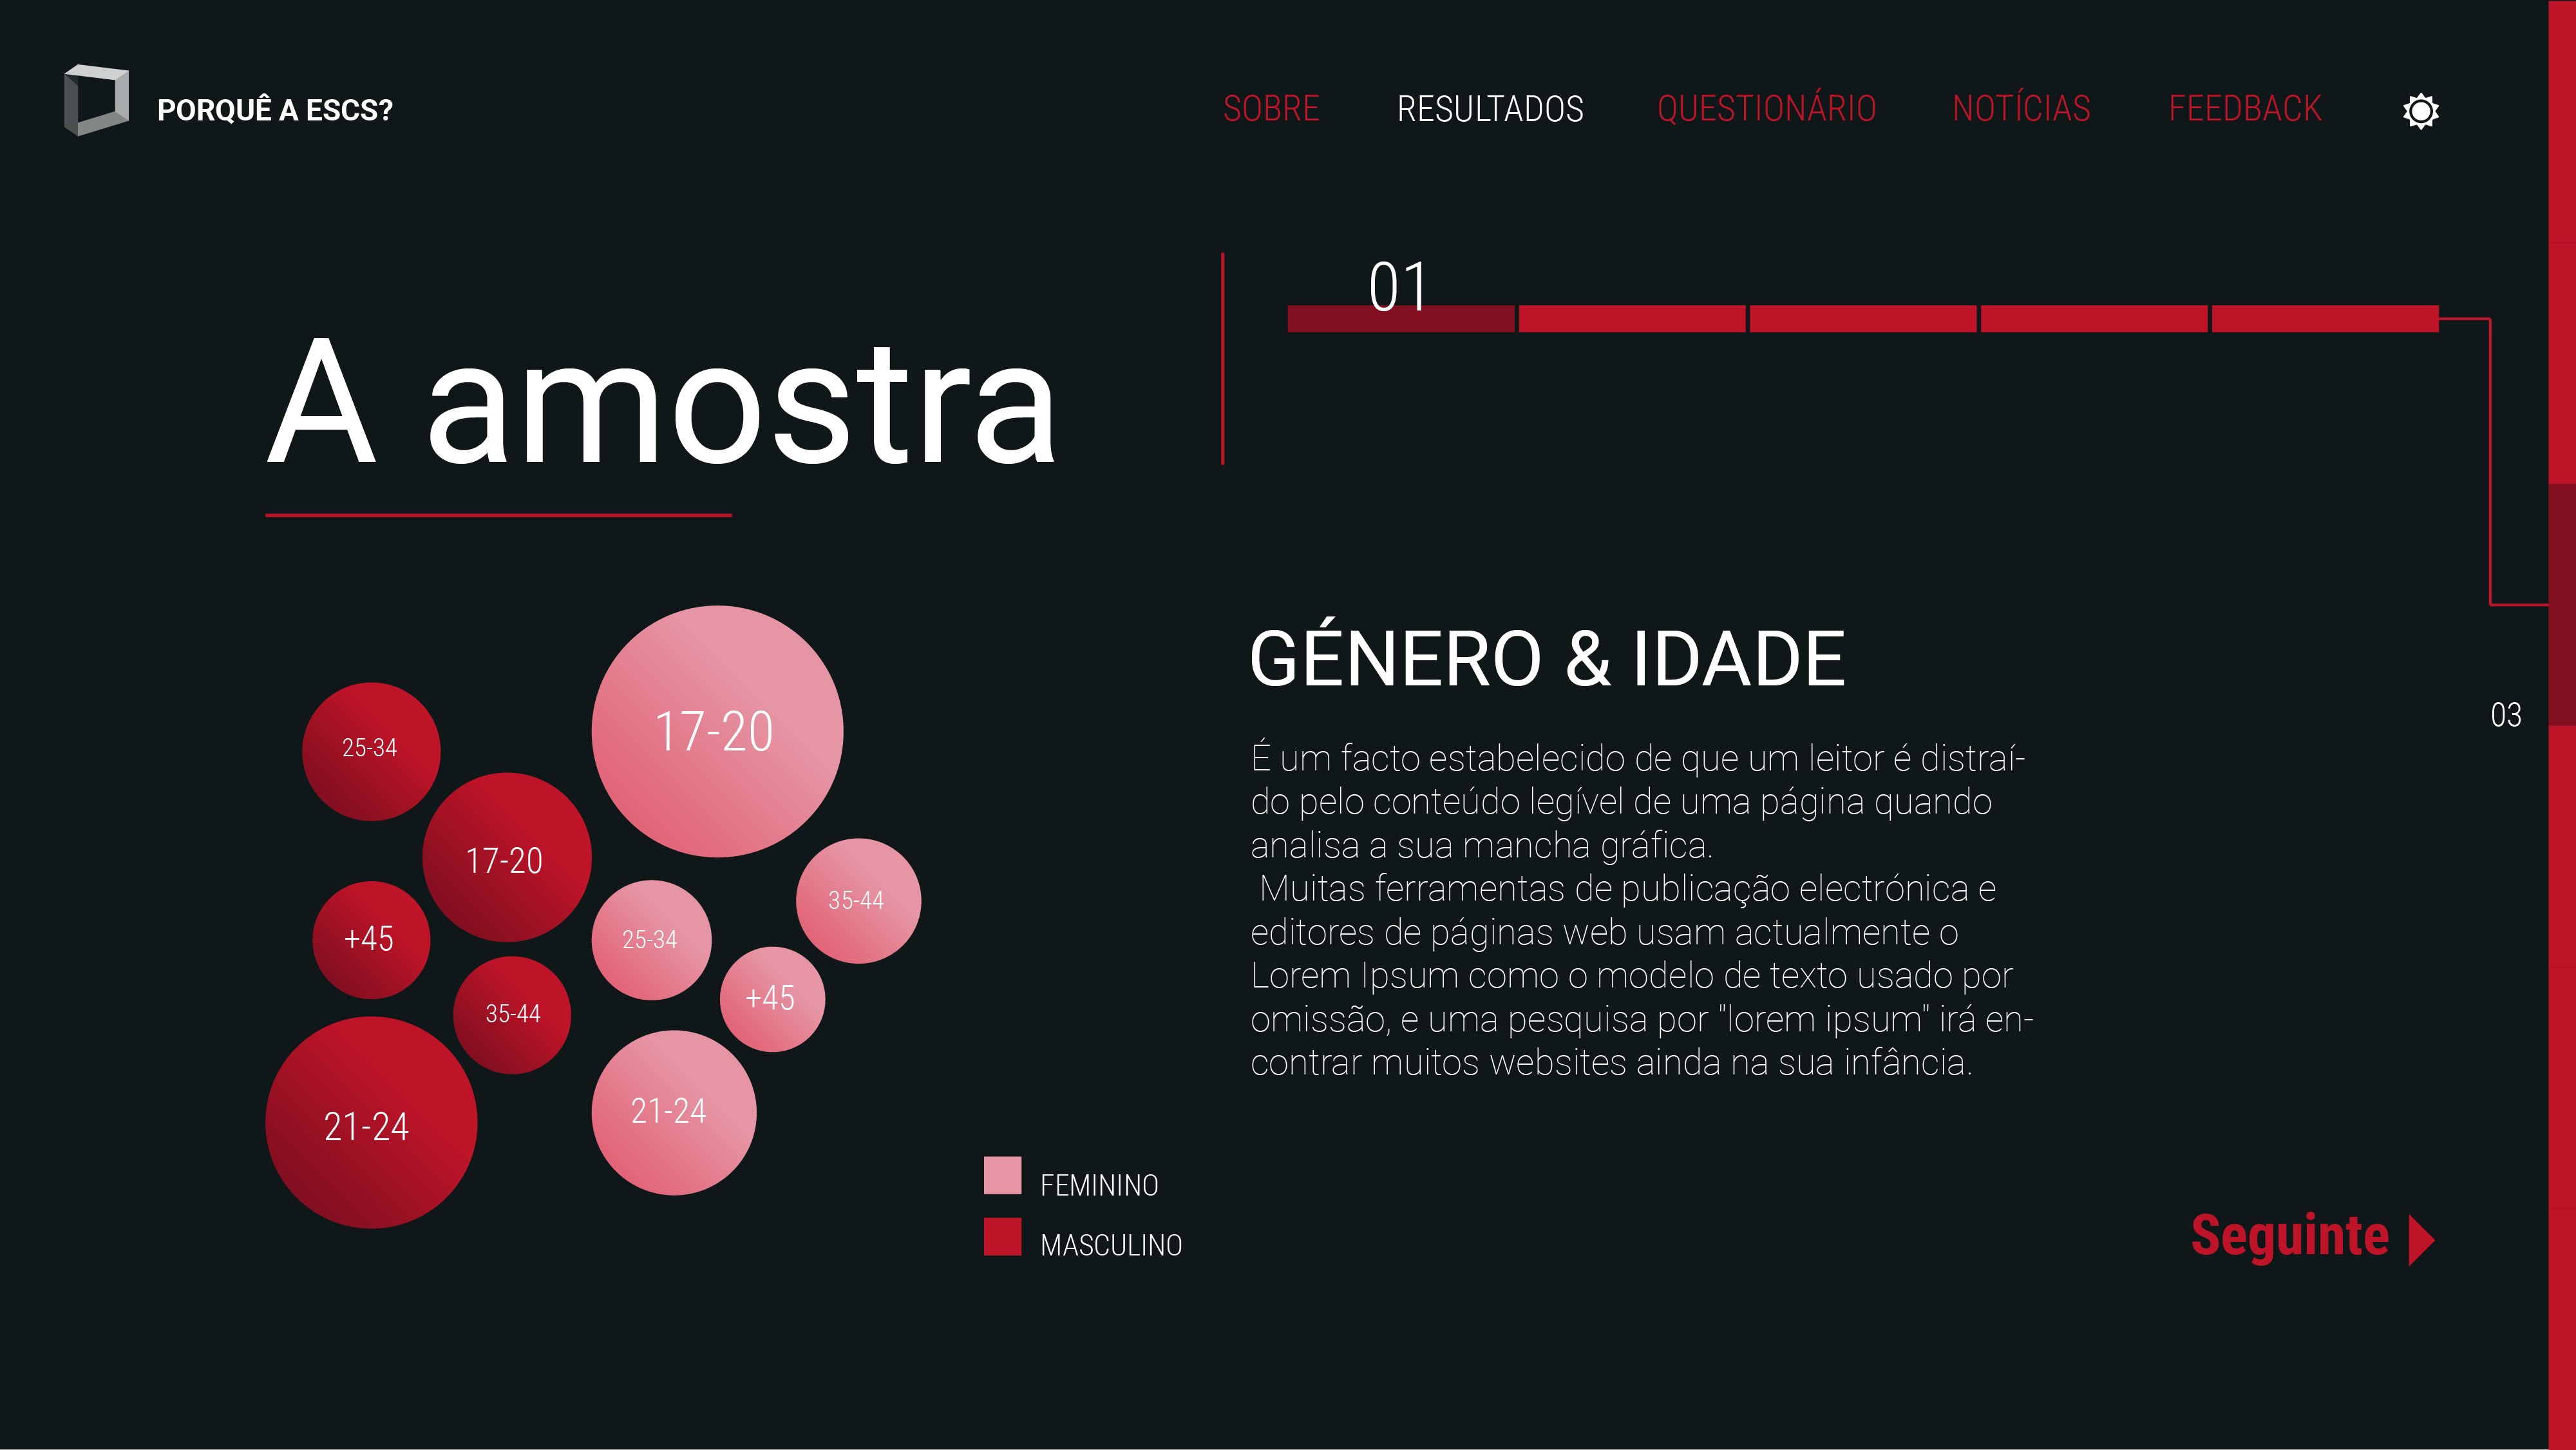 PORQUÊ A ESCS?
SOBRE
RESULTADOS
QUESTIONÁRIO
NOTÍCIAS
FEEDBACK
01
A amostra
17-20
25-34
17-20
35-44
+45
25-34
+45
35-44
21-24
21-24
FEMININO
MASCULINO
GÉNERO & IDADE
É um facto estabelecido de que um leitor é distraí-
do pelo conteúdo legível de uma página quando
analisa a sua mancha gráfica.
Muitas ferramentas de publicação electrónica e
editores de páginas web usam actualmente o
Lorem Ipsum como o modelo de texto usado por
omissão, e uma pesquisa por "lorem ipsum" irá en-
contrar muitos websites ainda na sua infância.
03
Seguinte